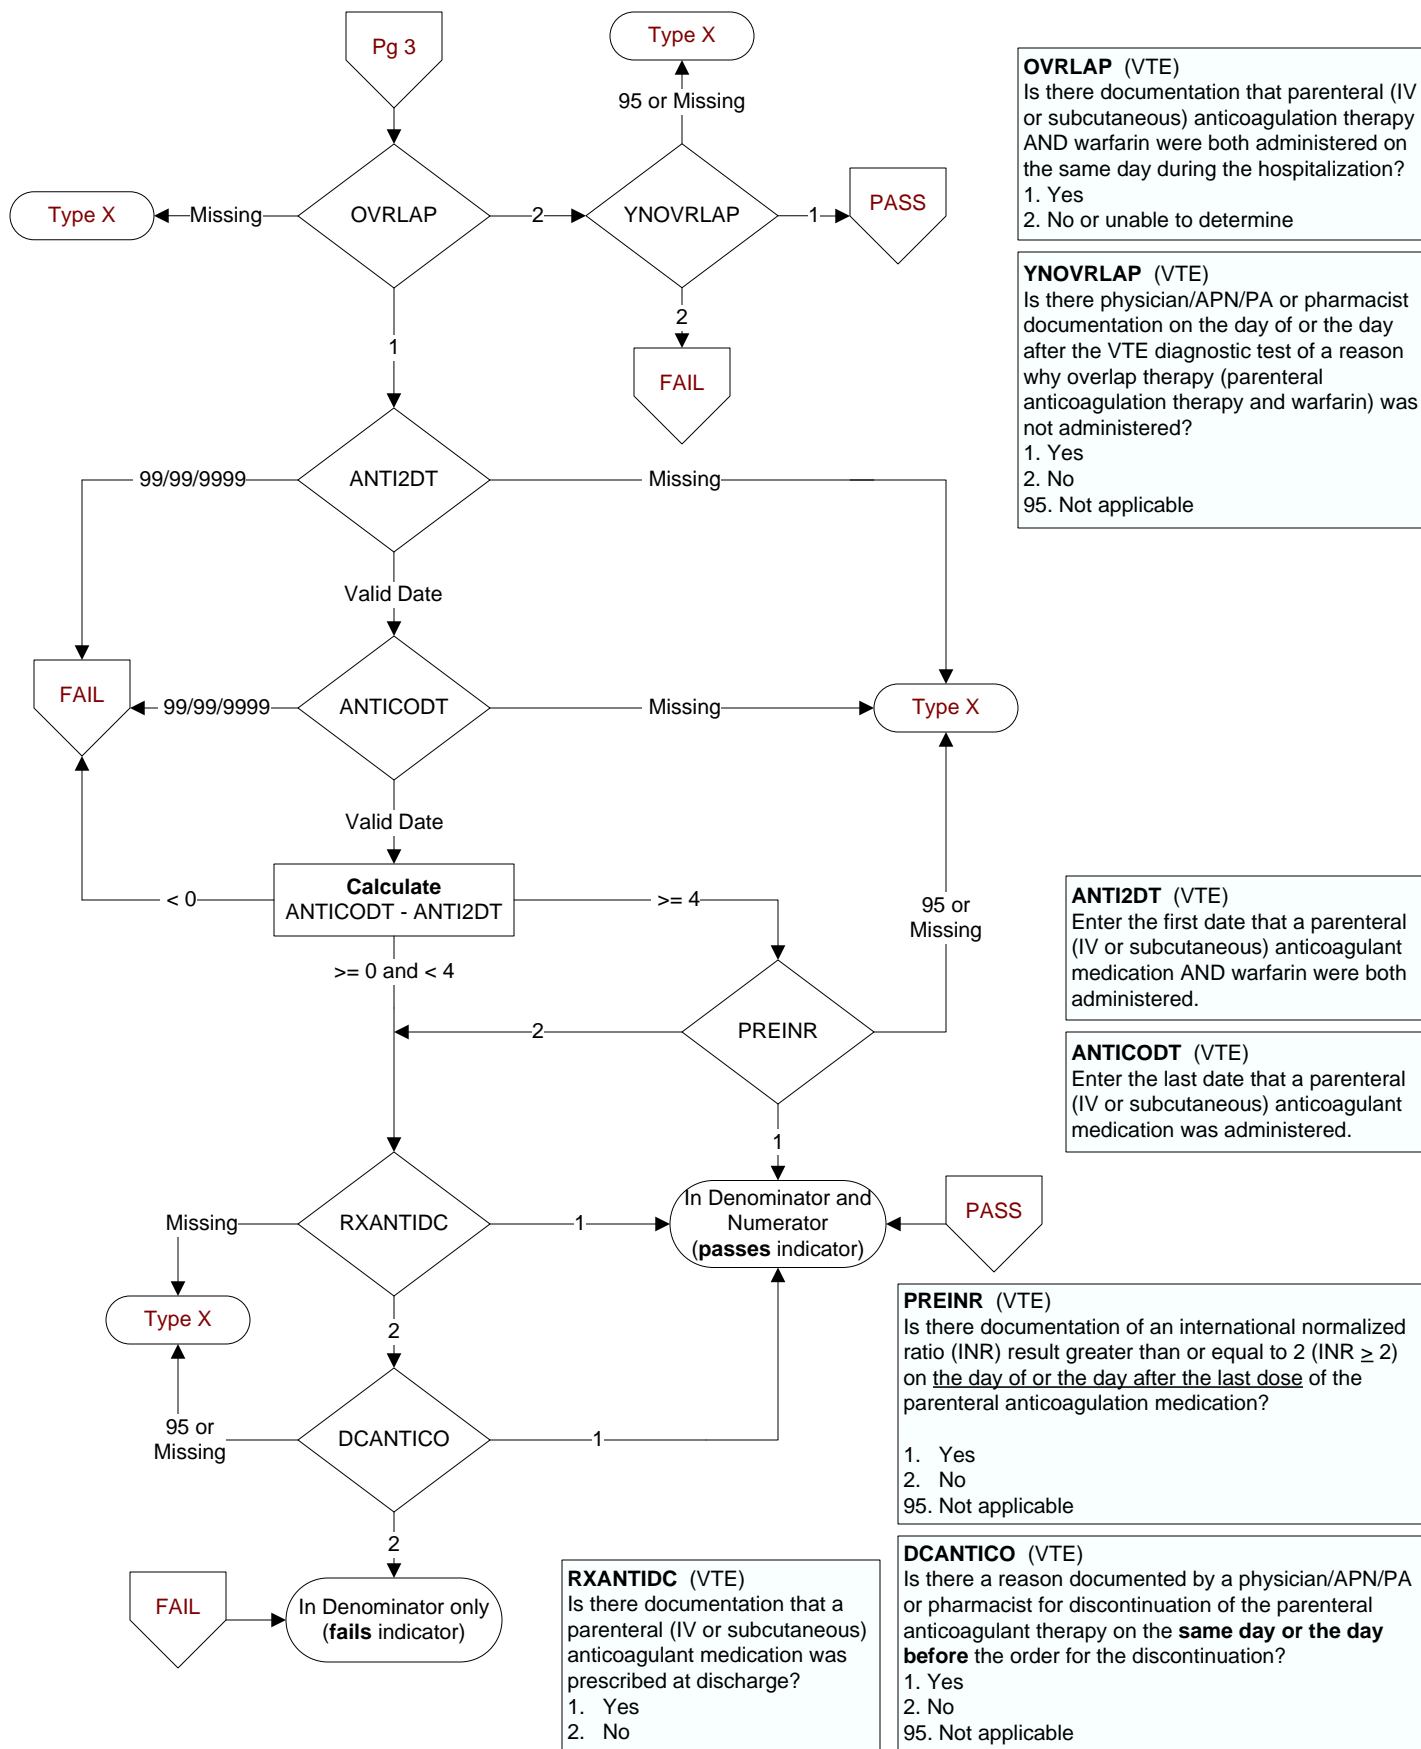 Pg 3
Type X
95 or Missing
Type X
Missing
OVRLAP
2
YNOVRLAP
1
PASS
1
2
FAIL
99/99/9999
ANTI2DT
Missing
Valid Date
FAIL
99/99/9999
ANTICODT
Missing
Type X
Valid Date
< 0
Calculate
ANTICODT - ANTI2DT
>= 4
95 or
Missing
>= 0 and < 4
2
PREINR
1
Missing
RXANTIDC
1
In Denominator and
Numerator
(passes indicator)
PASS
Type X
2
95 or
Missing
DCANTICO
1
2
FAIL
In Denominator only
(fails indicator)
OVRLAP (VTE)
Is there documentation that parenteral (IV
or subcutaneous) anticoagulation therapy
AND warfarin were both administered on
the same day during the hospitalization?
1. Yes
2. No or unable to determine
YNOVRLAP (VTE)
Is there physician/APN/PA or pharmacist
documentation on the day of or the day
after the VTE diagnostic test of a reason
why overlap therapy (parenteral
anticoagulation therapy and warfarin) was
not administered?
1. Yes
2. No
95. Not applicable
ANTI2DT (VTE)
Enter the first date that a parenteral
(IV or subcutaneous) anticoagulant
medication AND warfarin were both
administered.
ANTICODT (VTE)
Enter the last date that a parenteral
(IV or subcutaneous) anticoagulant
medication was administered.
PREINR (VTE)
Is there documentation of an international normalized
ratio (INR) result greater than or equal to 2 (INR ≥ 2)
on the day of or the day after the last dose of the
parenteral anticoagulation medication?
1. Yes
2. No
95. Not applicable
RXANTIDC (VTE)
Is there documentation that a
parenteral (IV or subcutaneous)
anticoagulant medication was
prescribed at discharge?
1. Yes
2. No
DCANTICO (VTE)
Is there a reason documented by a physician/APN/PA
or pharmacist for discontinuation of the parenteral
anticoagulant therapy on the same day or the day
before the order for the discontinuation?
1. Yes
2. No
95. Not applicable